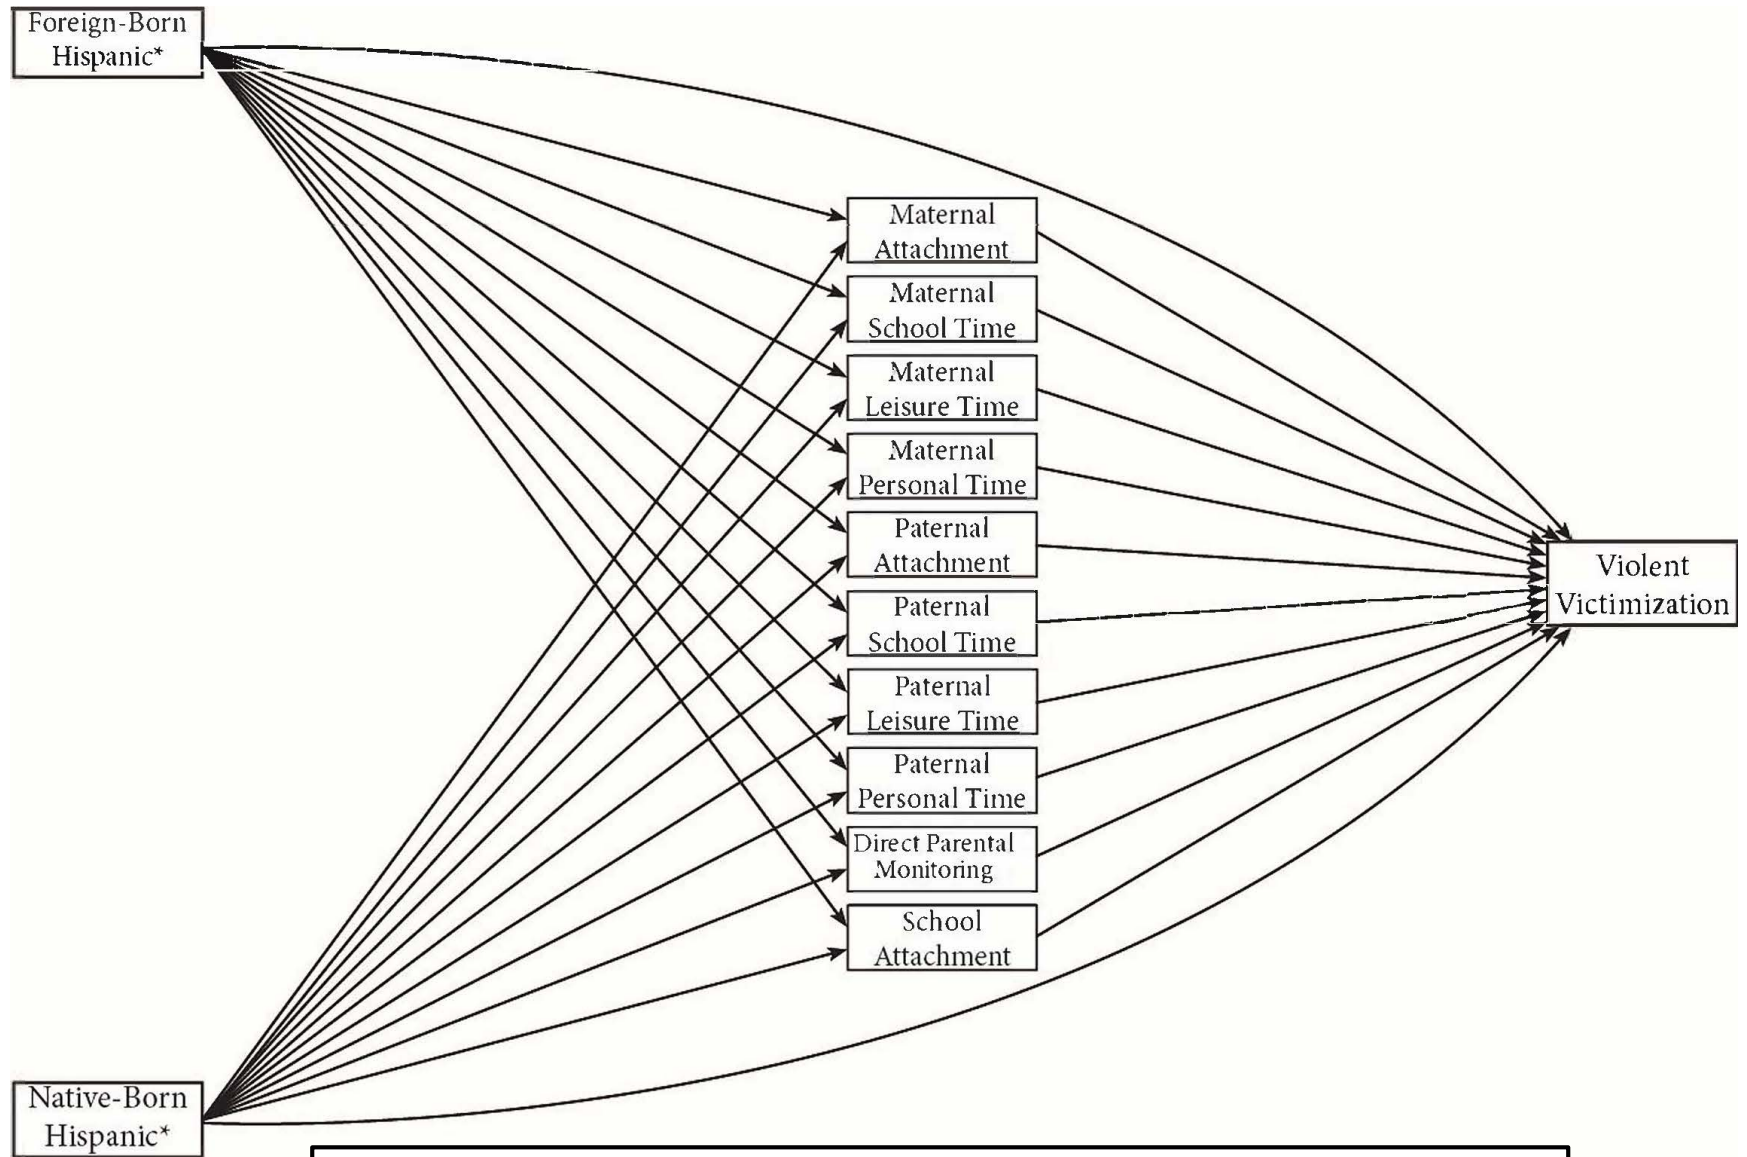 Foreign-Born
Hispanic*
Maternal
Attachment
Maternal
School Time
Maternal
Leisure Time
Maternal
Personal Time
Paternal
Attachment
Paternal
School Time
Paternal
Leisure Time
Paternal
Personal Time
Direct Parental
Monitoring
School
Attachment
Violent
Victimization
Native-Born
Hispanic*